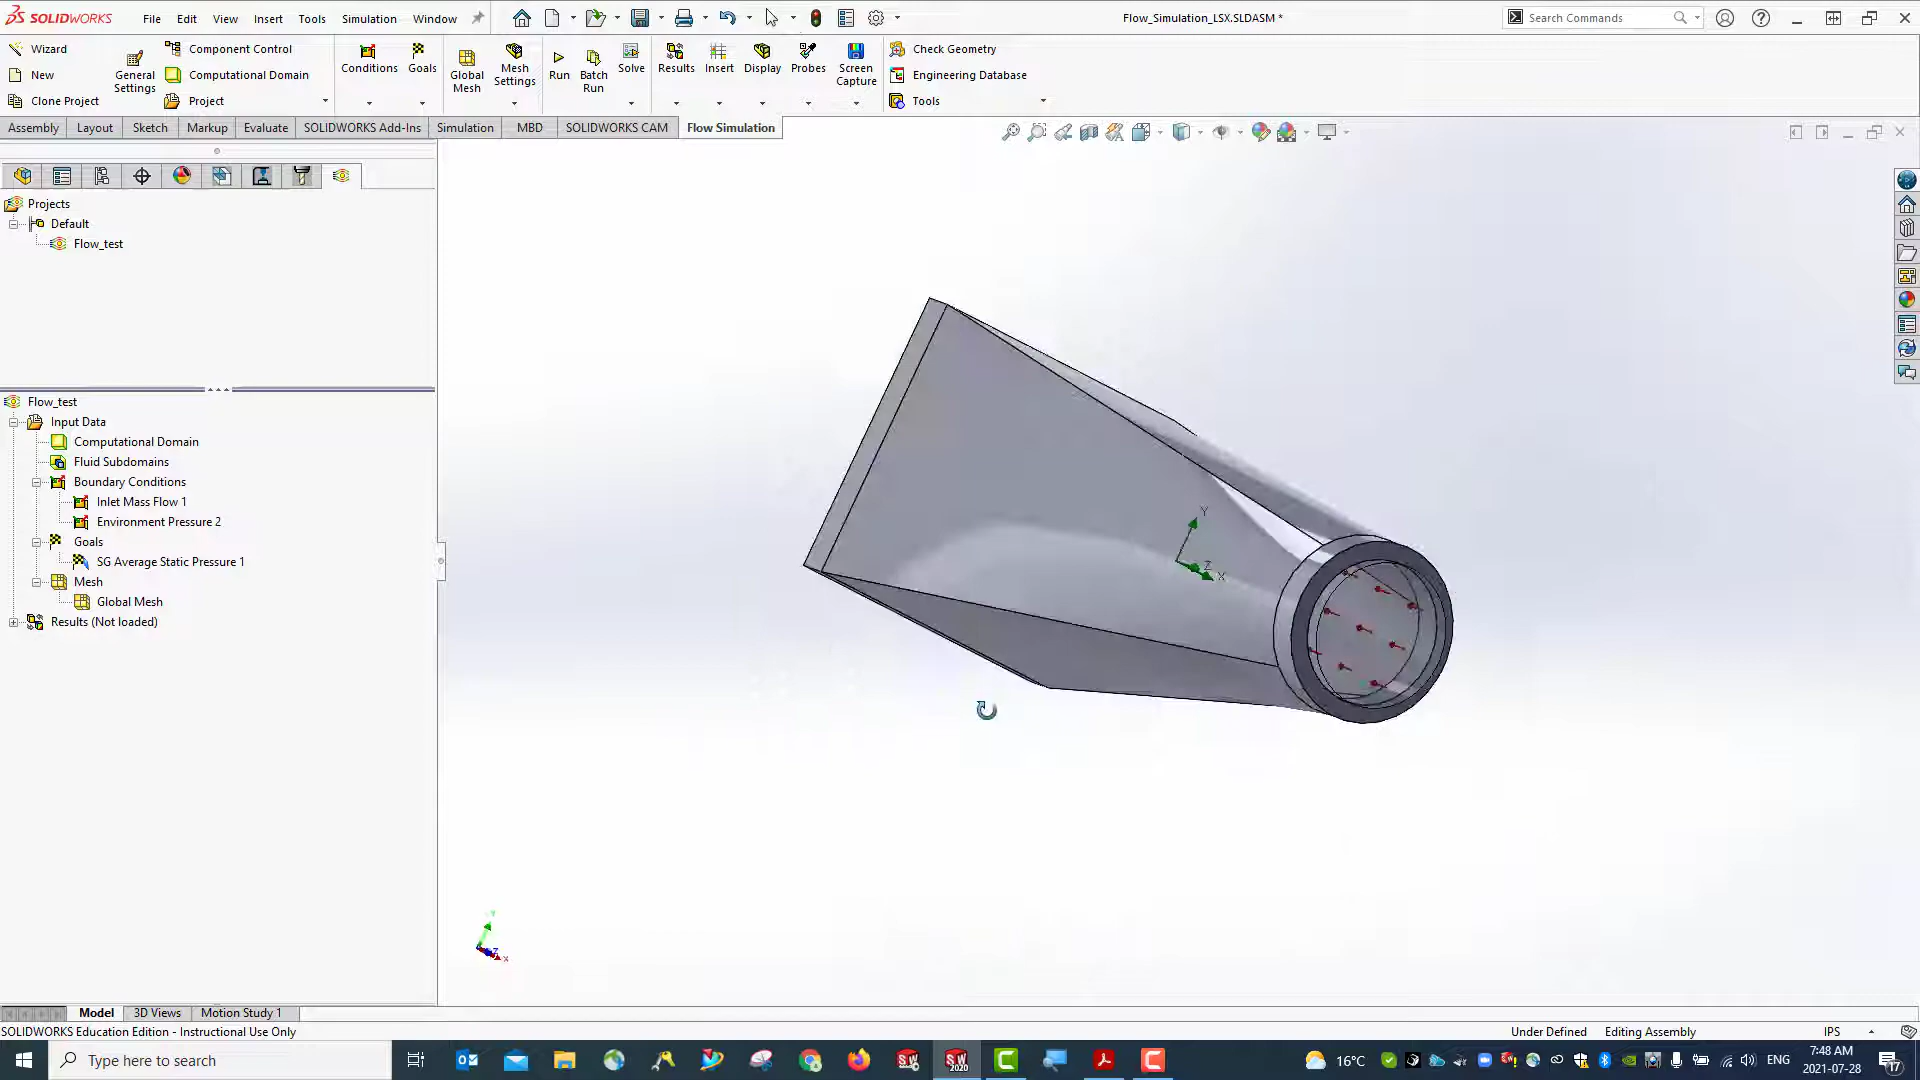 SOLIDWORKS File Edit View Insert Tools Simulation Window
Flow_Simulation_LSX.SLDASM *
Search Commands
Wizard
New
Clone Project
General Settings
Component Control
Computational Domain
Project
Conditions
Goals
Global Mesh
Mesh Settings
Run
Batch Run
Solve
Results
Insert
Display
Probes
Screen Capture
Check Geometry
Engineering Database
Tools
Assembly Layout Sketch Markup Evaluate SOLIDWORKS Add-Ins Simulation MBD SOLIDWORKS CAM Flow Simulation
Projects
Default
Flow_test
Flow_test
Input Data
Computational Domain
Fluid Subdomains
Boundary Conditions
Inlet Mass Flow 1
Environment Pressure 2
Goals
SG Average Static Pressure 1
Mesh
Global Mesh
Results (Not loaded)
Y
Z
X
Y
Z
X
Model 3D Views Motion Study 1
SOLIDWORKS Education Edition - Instructional Use Only
Under Defined Editing Assembly IPS
Type here to search
SW
SW 2020
16°C
ENG
7:48 AM
2021-07-28
17